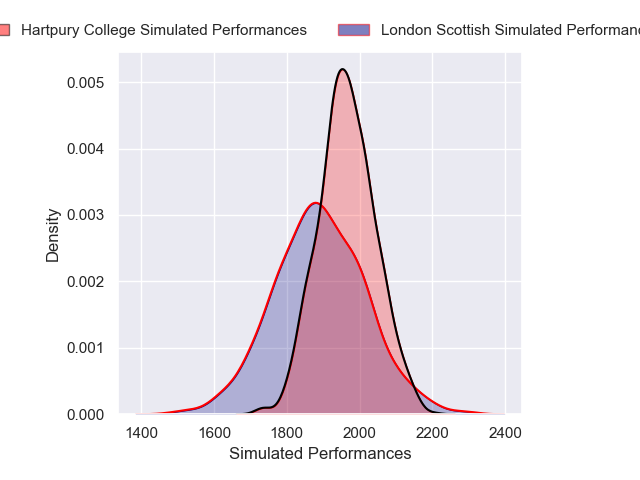 Hartpury College Simulated Performances London Scottish Simulated
0.005
0.004
0.003
0.002
0.001
0.000
Density
1400 1600 1800 2000 2200 2400
Simulated Performances